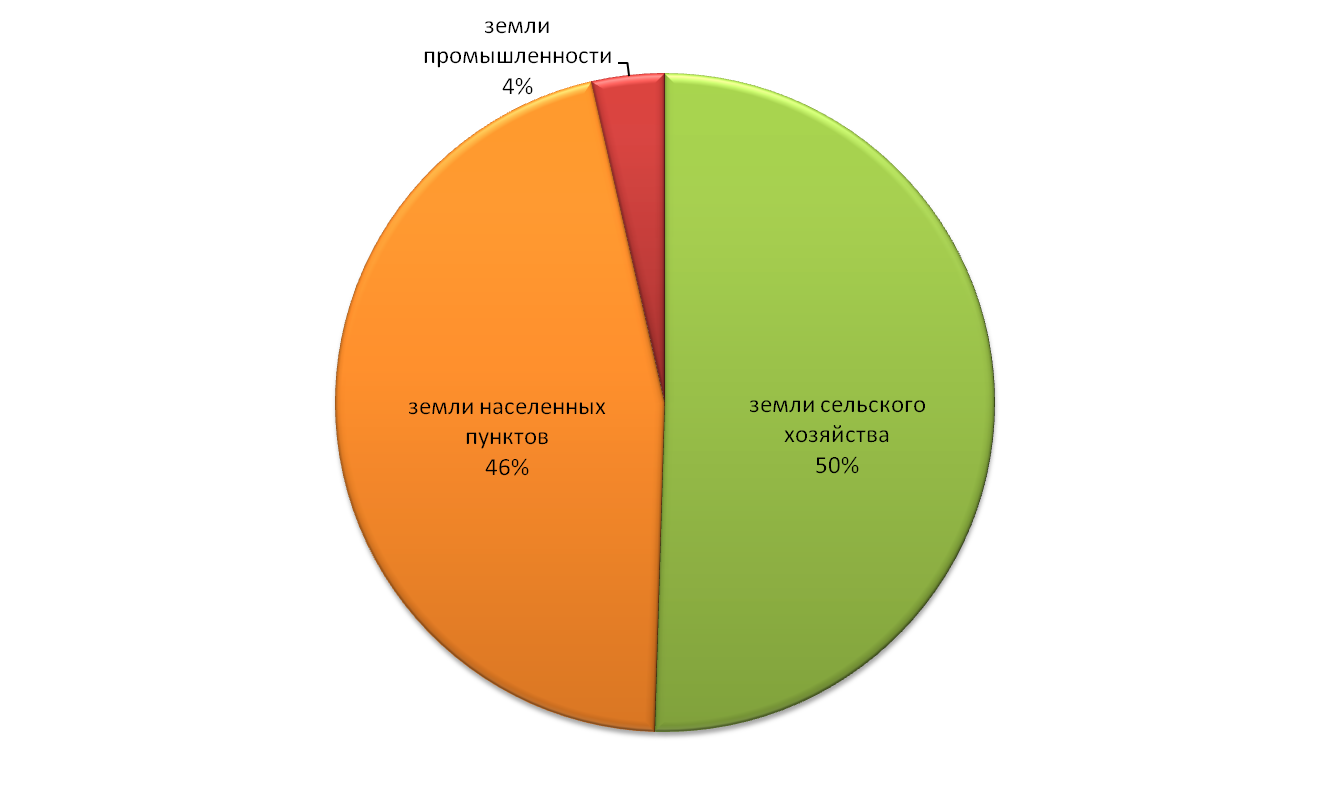 земли
промышленности
4%
земли населенных
пунктов
46%
земли сельского
хозяйства
50%